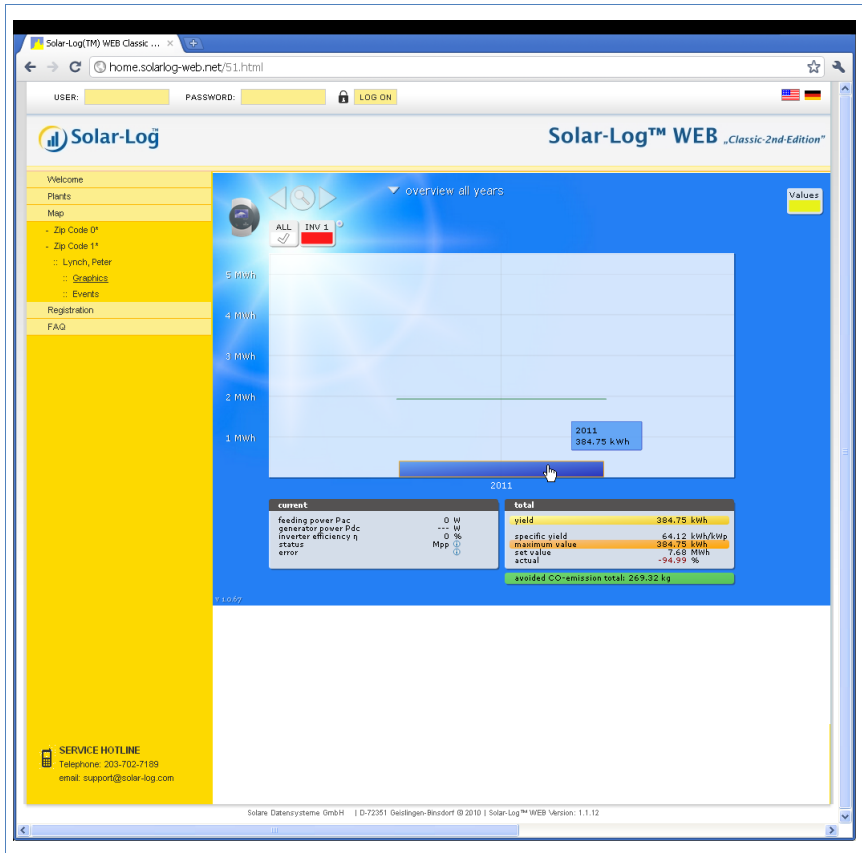 Solar-Log(TM) WEB Classic ...
home.solarlog-web.net/51.html
USER: PASSWORD: LOG ON
Solar-Log™
Solar-Log™ WEB „Classic-2nd-Edition"
Welcome
Plants
Map
- Zip Code 0*
- Zip Code 1*
:: Lynch, Peter
:: Graphics
:: Events
Registration
FAQ
overview all years
Values
ALL INV 1
5 MWh
4 MWh
3 MWh
2 MWh
1 MWh
2011
384.75 kWh
2011
current
feeding power Pac 0 W
generator power Pdc --- W
inverter efficiency η 0 %
status Mpp
error
total
yield 384.75 kWh
specific yield 64.12 kWh/kWp
maximum value 384.75 kWh
set value 7.68 MWh
actual -94.99 %
avoided CO-emission total: 269.32 kg
V 1.0.67
SERVICE HOTLINE
Telephone: 203-702-7189
email: support@solar-log.com
Solare Datensysteme GmbH | D-72351 Geislingen-Binsdorf © 2010 | Solar-Log™ WEB Version: 1.1.12